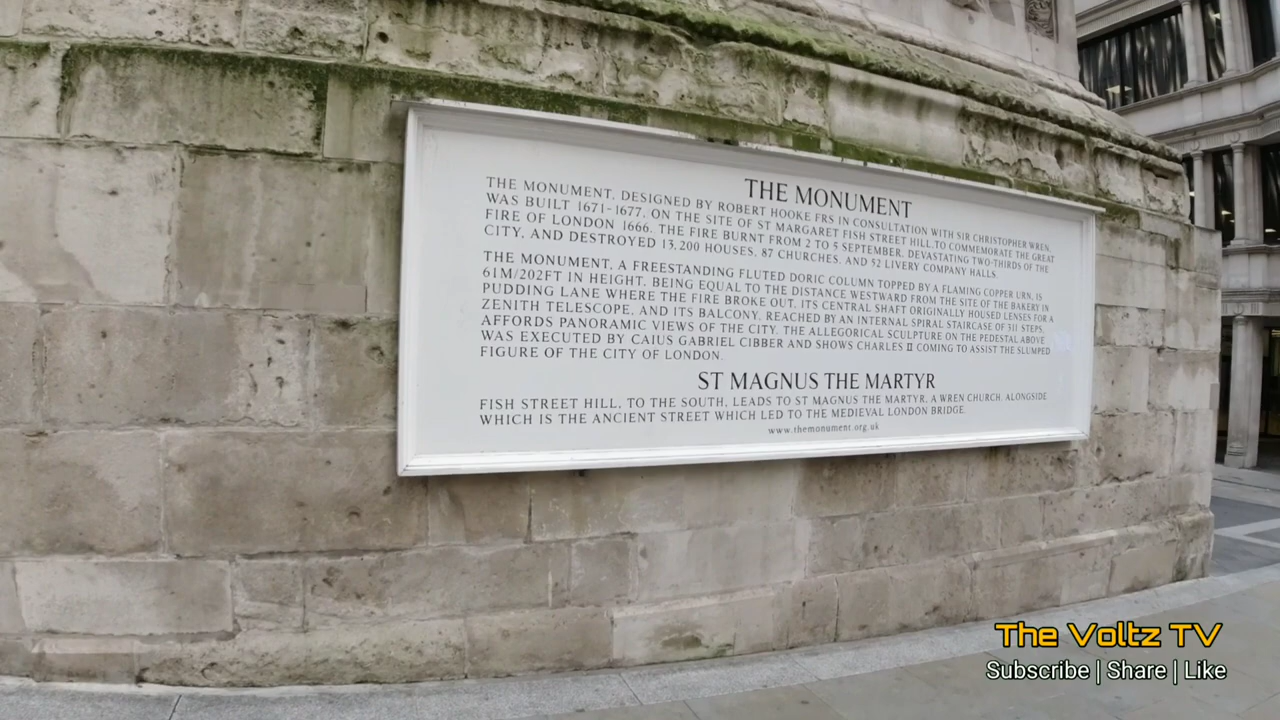 THE MONUMENT
THE MONUMENT, DESIGNED BY ROBERT HOOKE FRS IN CONSULTATION WITH SIR CHRISTOPHER WREN,
WAS BUILT 1671-1677, ON THE SITE OF ST MARGARET FISH STREET HILL, TO COMMEMORATE THE GREAT
FIRE OF LONDON 1666. THE FIRE BURNT FROM 2 TO 5 SEPTEMBER, DEVASTATING TWO-THIRDS OF THE
CITY, AND DESTROYED 13,200 HOUSES, 87 CHURCHES, AND 52 LIVERY COMPANY HALLS.
THE MONUMENT, A FREESTANDING FLUTED DORIC COLUMN TOPPED BY A FLAMING COPPER URN, IS
61M/202FT IN HEIGHT, BEING EQUAL TO THE DISTANCE WESTWARD FROM THE SITE OF THE BAKERY IN
PUDDING LANE WHERE THE FIRE BROKE OUT. ITS CENTRAL SHAFT ORIGINALLY HOUSED LENSES FOR A
ZENITH TELESCOPE, AND ITS BALCONY, REACHED BY AN INTERNAL SPIRAL STAIRCASE OF 311 STEPS,
AFFORDS PANORAMIC VIEWS OF THE CITY. THE ALLEGORICAL SCULPTURE ON THE PEDESTAL ABOVE
WAS EXECUTED BY CAIUS GABRIEL CIBBER AND SHOWS CHARLES II COMING TO ASSIST THE SLUMPED
FIGURE OF THE CITY OF LONDON.
ST MAGNUS THE MARTYR
FISH STREET HILL, TO THE SOUTH, LEADS TO ST MAGNUS THE MARTYR, A WREN CHURCH, ALONGSIDE
WHICH IS THE ANCIENT STREET WHICH LED TO THE MEDIEVAL LONDON BRIDGE.
www.themonument.org.uk
The Voltz TV
Subscribe | Share | Like